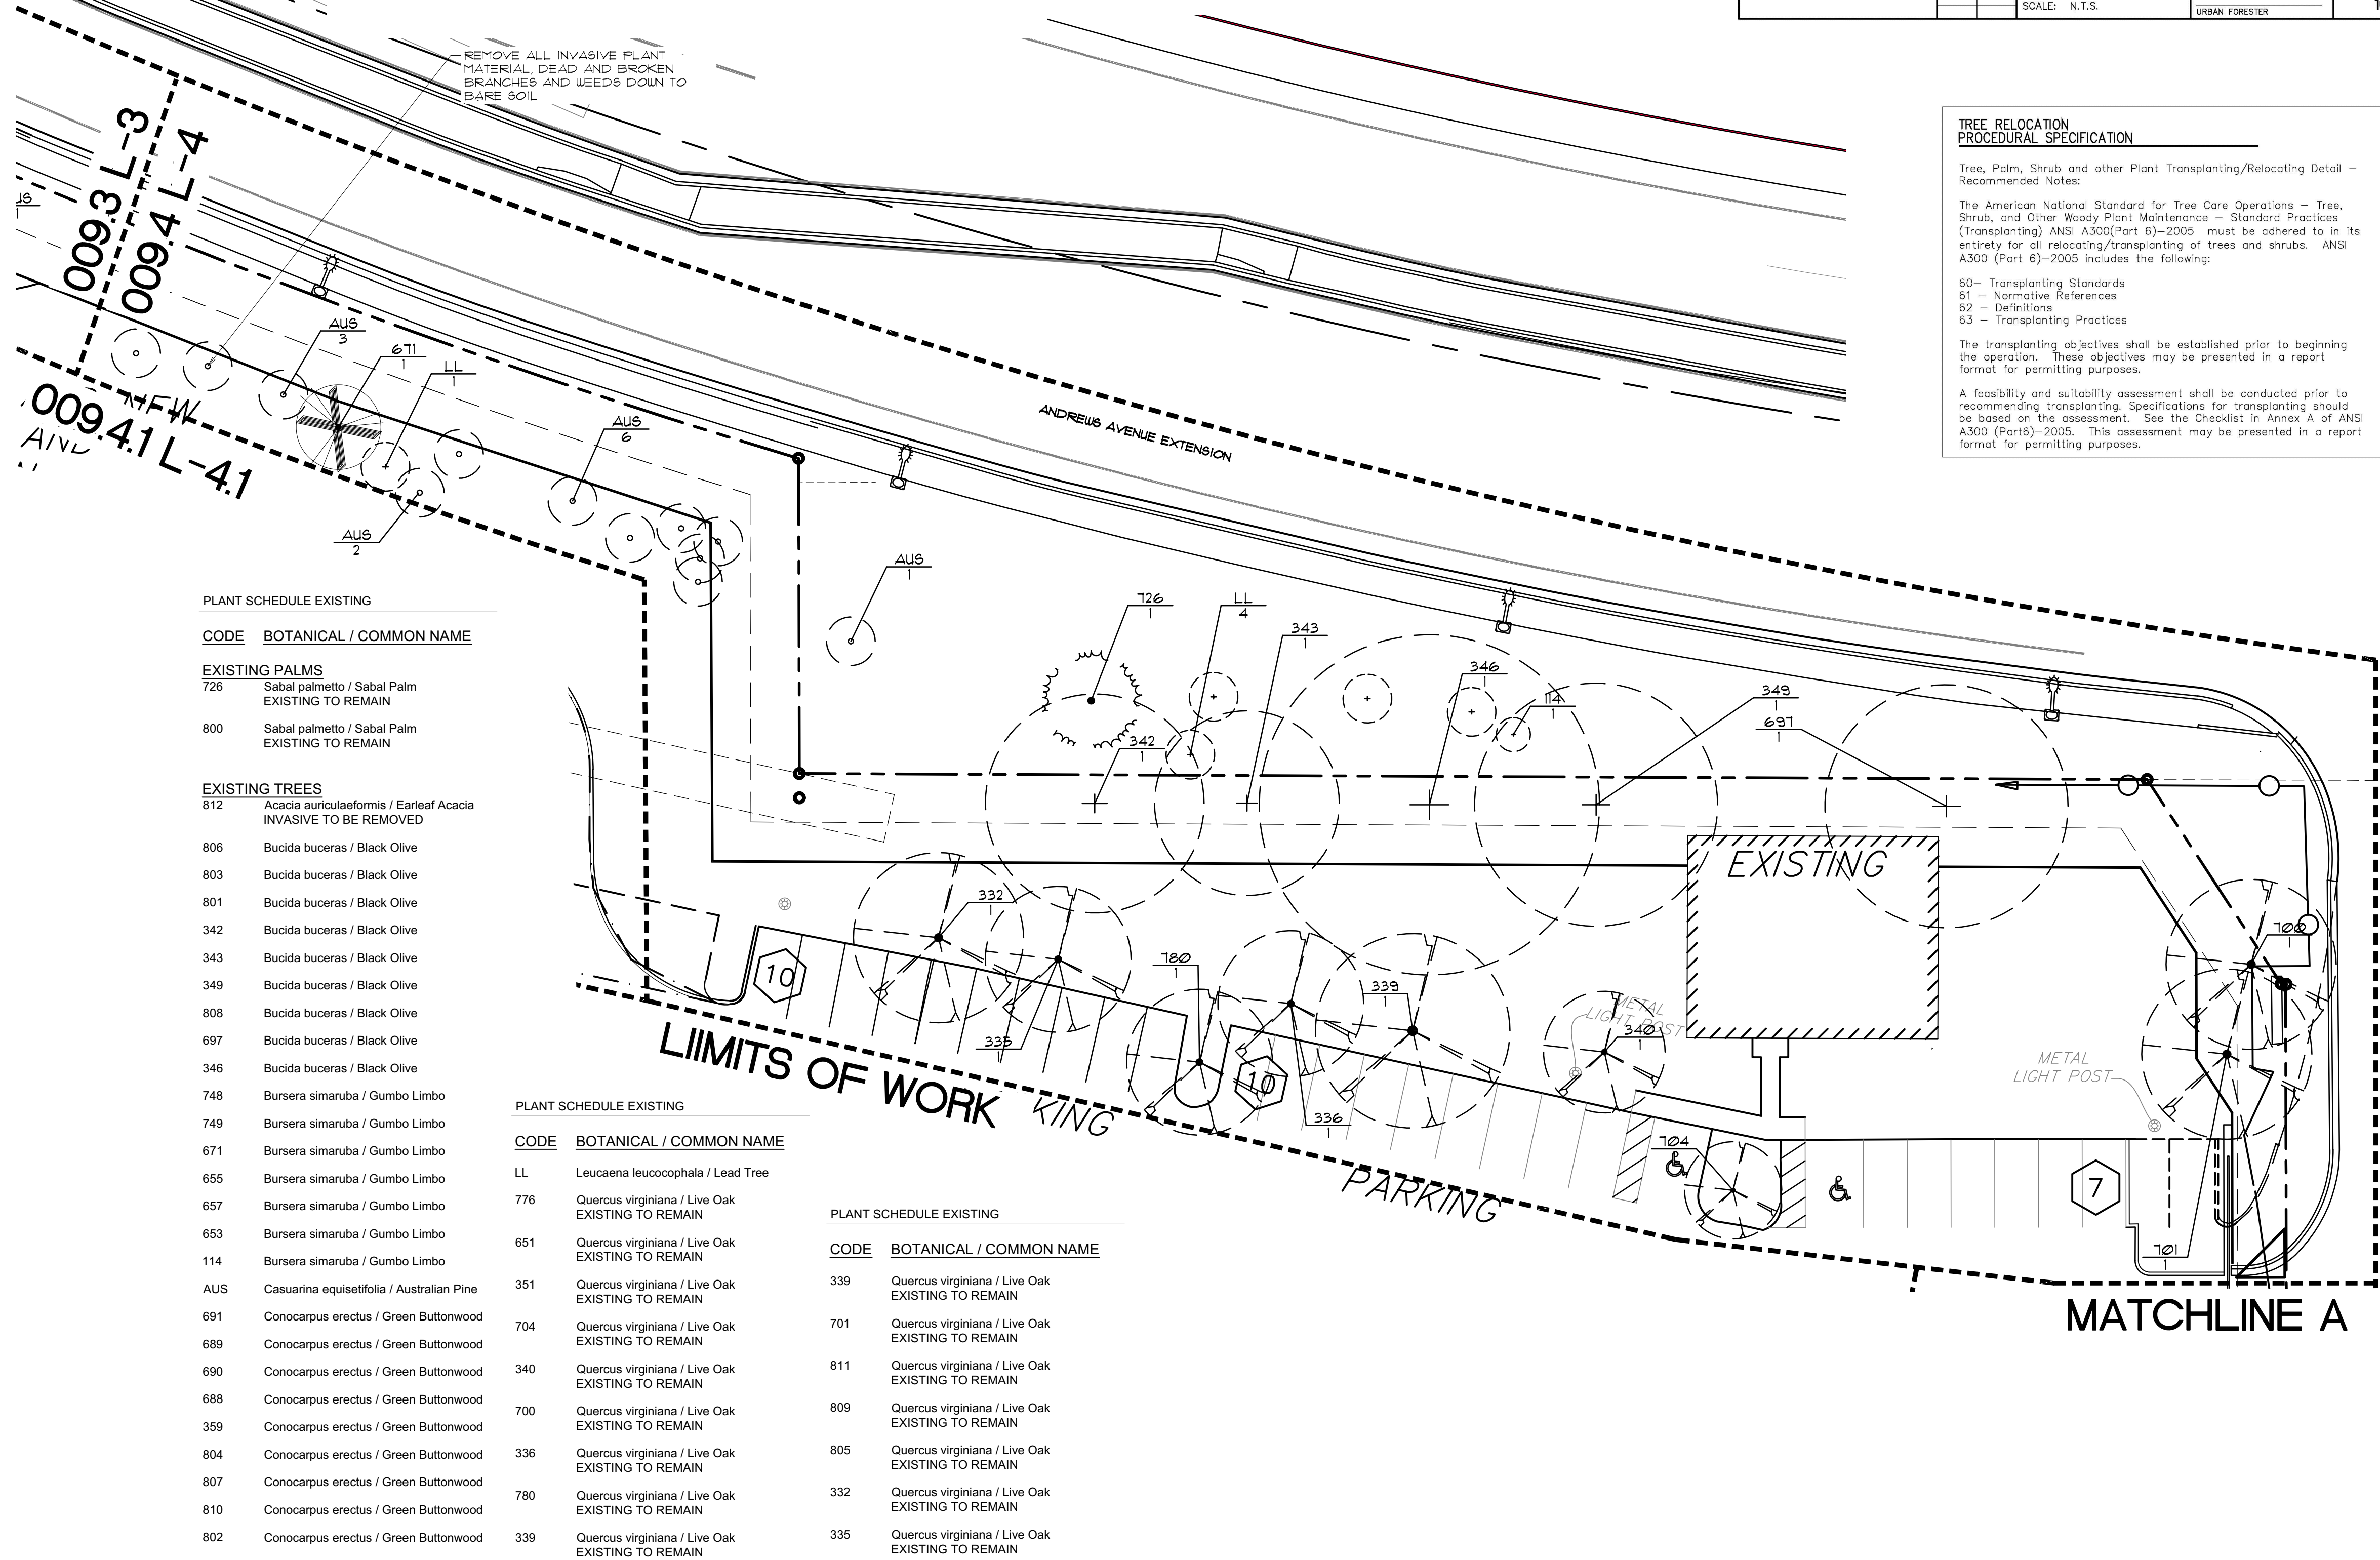 SCALE: N.T.S.
URBAN FORESTER
REMOVE ALL INVASIVE PLANT
MATERIAL, DEAD AND BROKEN
BRANCHES AND WEEDS DOWN TO
BARE SOIL
009.3 L-3
009.4 L-4
009.41 L-4.1
NEW
TREE RELOCATION
PROCEDURAL SPECIFICATION
Tree, Palm, Shrub and other Plant Transplanting/Relocating Detail –
Recommended Notes:
The American National Standard for Tree Care Operations – Tree,
Shrub, and Other Woody Plant Maintenance – Standard Practices
(Transplanting) ANSI A300(Part 6)–2005 must be adhered to in its
entirety for all relocating/transplanting of trees and shrubs. ANSI
A300 (Part 6)–2005 includes the following:
60– Transplanting Standards
61 – Normative References
62 – Definitions
63 – Transplanting Practices
The transplanting objectives shall be established prior to beginning
the operation. These objectives may be presented in a report
format for permitting purposes.
A feasibility and suitability assessment shall be conducted prior to
recommending transplanting. Specifications for transplanting should
be based on the assessment. See the Checklist in Annex A of ANSI
A300 (Part6)–2005. This assessment may be presented in a report
format for permitting purposes.
AUS
3
671
1
LL
1
AUS
6
AUS
2
AUS
1
ANDREWS AVENUE EXTENSION
726
1
LL
4
343
1
346
1
114
1
349
1
697
1
342
1
332
1
335
1
780
1
339
1
336
1
340
1
704
1
700
1
701
1
10
10
7
EXISTING
METAL
LIGHT POST
METAL
LIGHT POST
LIIMITS OF WORK
KING
PARKING
MATCHLINE A
PLANT SCHEDULE EXISTING
CODE BOTANICAL / COMMON NAME
EXISTING PALMS
726 Sabal palmetto / Sabal Palm
EXISTING TO REMAIN
800 Sabal palmetto / Sabal Palm
EXISTING TO REMAIN
EXISTING TREES
812 Acacia auriculaeformis / Earleaf Acacia
INVASIVE TO BE REMOVED
806 Bucida buceras / Black Olive
803 Bucida buceras / Black Olive
801 Bucida buceras / Black Olive
342 Bucida buceras / Black Olive
343 Bucida buceras / Black Olive
349 Bucida buceras / Black Olive
808 Bucida buceras / Black Olive
697 Bucida buceras / Black Olive
346 Bucida buceras / Black Olive
748 Bursera simaruba / Gumbo Limbo
749 Bursera simaruba / Gumbo Limbo
671 Bursera simaruba / Gumbo Limbo
655 Bursera simaruba / Gumbo Limbo
657 Bursera simaruba / Gumbo Limbo
653 Bursera simaruba / Gumbo Limbo
114 Bursera simaruba / Gumbo Limbo
AUS Casuarina equisetifolia / Australian Pine
691 Conocarpus erectus / Green Buttonwood
689 Conocarpus erectus / Green Buttonwood
690 Conocarpus erectus / Green Buttonwood
688 Conocarpus erectus / Green Buttonwood
359 Conocarpus erectus / Green Buttonwood
804 Conocarpus erectus / Green Buttonwood
807 Conocarpus erectus / Green Buttonwood
810 Conocarpus erectus / Green Buttonwood
802 Conocarpus erectus / Green Buttonwood
PLANT SCHEDULE EXISTING
CODE BOTANICAL / COMMON NAME
LL Leucaena leucocophala / Lead Tree
776 Quercus virginiana / Live Oak
EXISTING TO REMAIN
651 Quercus virginiana / Live Oak
EXISTING TO REMAIN
351 Quercus virginiana / Live Oak
EXISTING TO REMAIN
704 Quercus virginiana / Live Oak
EXISTING TO REMAIN
340 Quercus virginiana / Live Oak
EXISTING TO REMAIN
700 Quercus virginiana / Live Oak
EXISTING TO REMAIN
336 Quercus virginiana / Live Oak
EXISTING TO REMAIN
780 Quercus virginiana / Live Oak
EXISTING TO REMAIN
339 Quercus virginiana / Live Oak
EXISTING TO REMAIN
PLANT SCHEDULE EXISTING
CODE BOTANICAL / COMMON NAME
339 Quercus virginiana / Live Oak
EXISTING TO REMAIN
701 Quercus virginiana / Live Oak
EXISTING TO REMAIN
811 Quercus virginiana / Live Oak
EXISTING TO REMAIN
809 Quercus virginiana / Live Oak
EXISTING TO REMAIN
805 Quercus virginiana / Live Oak
EXISTING TO REMAIN
332 Quercus virginiana / Live Oak
EXISTING TO REMAIN
335 Quercus virginiana / Live Oak
EXISTING TO REMAIN